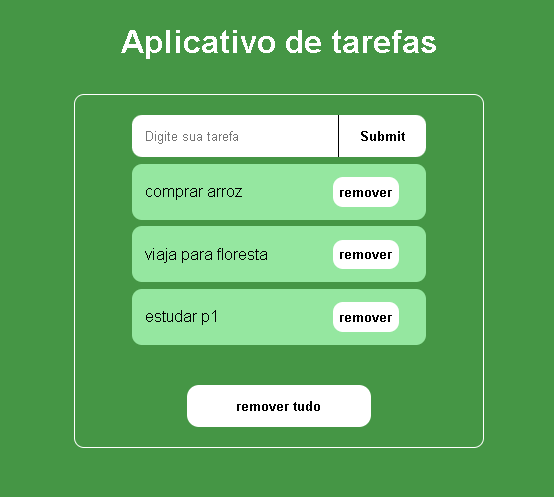 Aplicativo de tarefas
Digite sua tarefa Submit
comprar arroz remover
viaja para floresta remover
estudar p1 remover
remover tudo